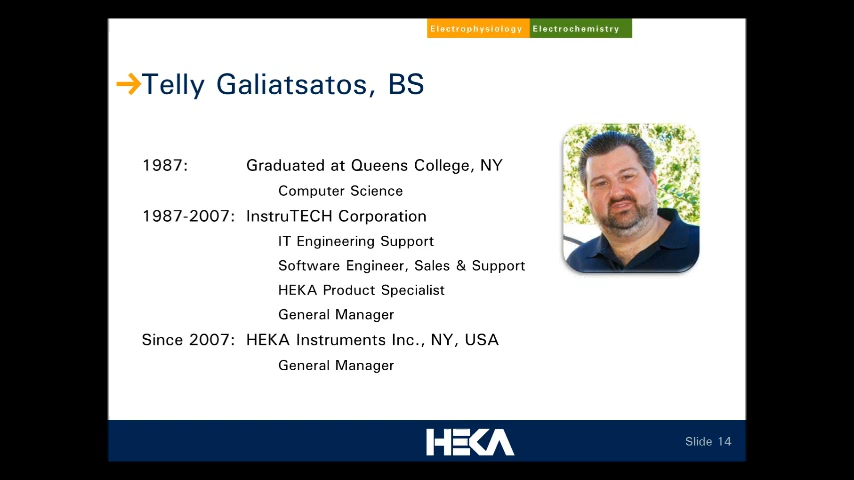 Electrophysiology Electrochemistry
Telly Galiatsatos, BS
1987: Graduated at Queens College, NY
Computer Science
1987-2007: InstruTECH Corporation
IT Engineering Support
Software Engineer, Sales & Support
HEKA Product Specialist
General Manager
Since 2007: HEKA Instruments Inc., NY, USA
General Manager
HEKA
Slide 14